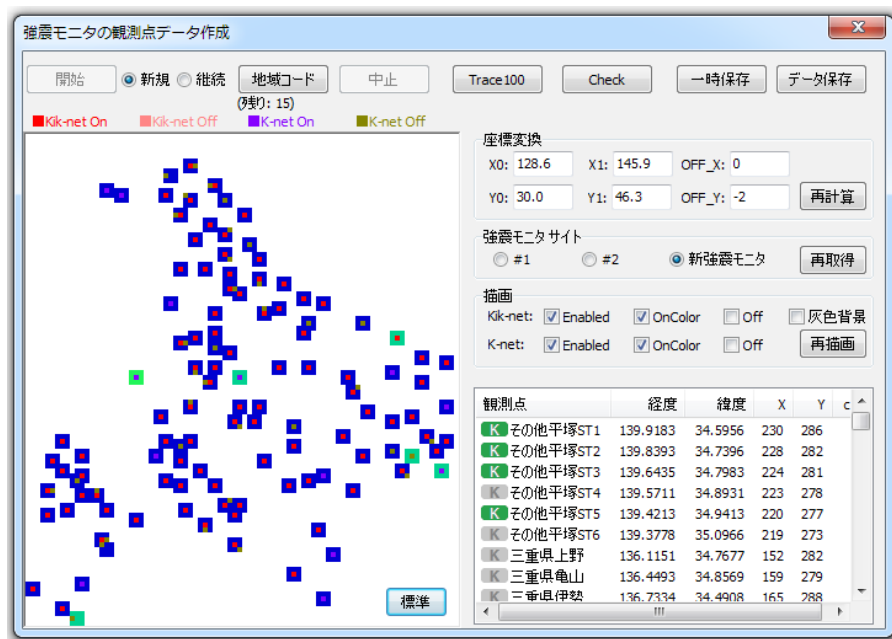 強震モニタの観測点データ作成
開始 新規 継続 地域コード 中止 Trace100 Check 一時保存 データ保存
(残り: 15)
Kik-net On Kik-net Off K-net On K-net Off
座標変換
X0: 128.6 X1: 145.9 OFF_X: 0
Y0: 30.0 Y1: 46.3 OFF_Y: -2 再計算
強震モニタ サイト
#1 #2 新強震モニタ 再取得
描画
Kik-net: Enabled OnColor Off 灰色背景
K-net: Enabled OnColor Off 再描画
観測点 経度 緯度 X Y c
K その他平塚ST1 139.9183 34.5956 230 286
K その他平塚ST2 139.8393 34.7396 228 282
K その他平塚ST3 139.6435 34.7983 224 281
K その他平塚ST4 139.5711 34.8931 223 278
K その他平塚ST5 139.4213 34.9413 220 277
K その他平塚ST6 139.3778 35.0966 219 273
K 三重県上野 136.1151 34.7677 152 282
K 三重県亀山 136.4493 34.8569 159 279
K 三重県伊勢 136.7334 34.4908 165 288
標準